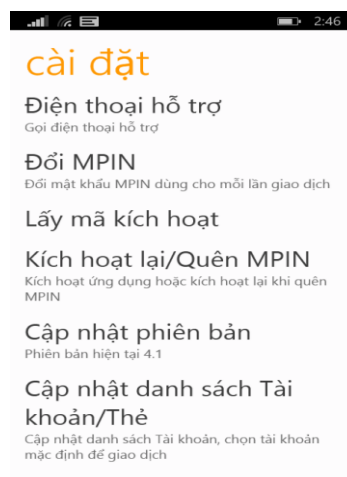 2:46
cài đặt
Điện thoại hỗ trợ
Gọi điện thoại hỗ trợ
Đổi MPIN
Đổi mật khẩu MPIN dùng cho mỗi lần giao dịch
Lấy mã kích hoạt
Kích hoạt lại/Quên MPIN
Kích hoạt ứng dụng hoặc kích hoạt lại khi quên
MPIN
Cập nhật phiên bản
Phiên bản hiện tại 4.1
Cập nhật danh sách Tài
khoản/Thẻ
Cập nhật danh sách Tài khoản, chọn tài khoản
mặc định để giao dịch